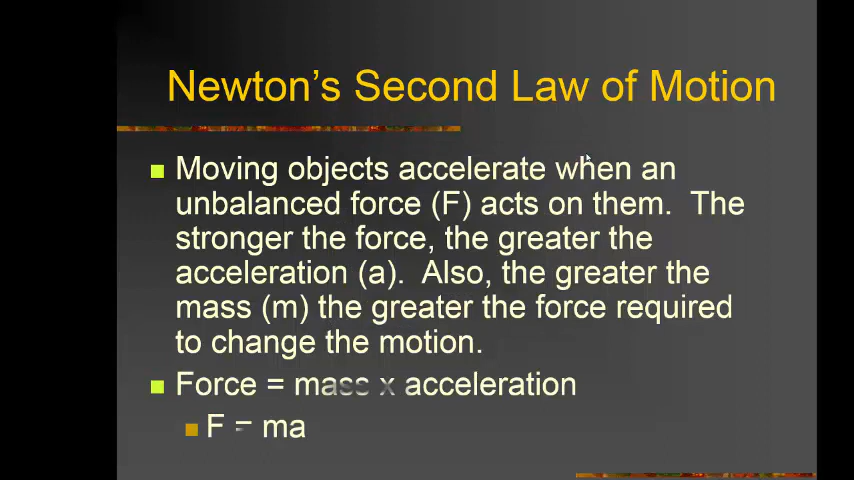 Newton's Second Law of Motion
Moving objects accelerate when an
unbalanced force (F) acts on them. The
stronger the force, the greater the
acceleration (a). Also, the greater the
mass (m) the greater the force required
to change the motion.
Force = mass x acceleration
F = ma